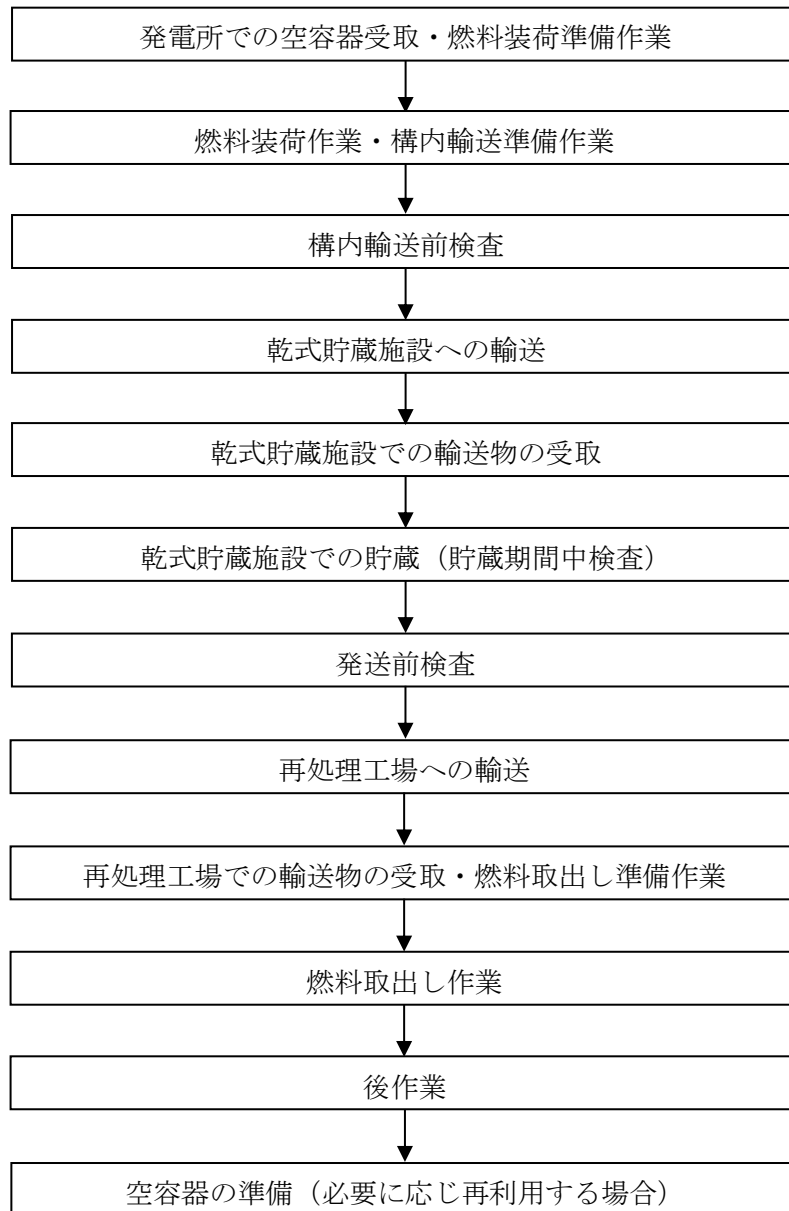 発電所での空容器受取・燃料装荷準備作業
燃料装荷作業・構内輸送準備作業
構内輸送前検査
乾式貯蔵施設への輸送
乾式貯蔵施設での輸送物の受取
乾式貯蔵施設での貯蔵（貯蔵期間中検査）
発送前検査
再処理工場への輸送
再処理工場での輸送物の受取・燃料取出し準備作業
燃料取出し作業
後作業
空容器の準備（必要に応じ再利用する場合）